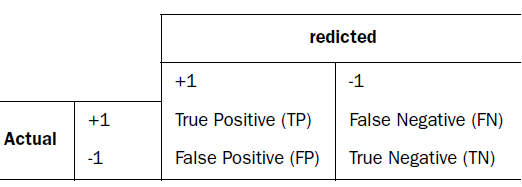 redicted
+1 -1
+1 True Positive (TP) False Negative (FN)
Actual
-1 False Positive (FP) True Negative (TN)